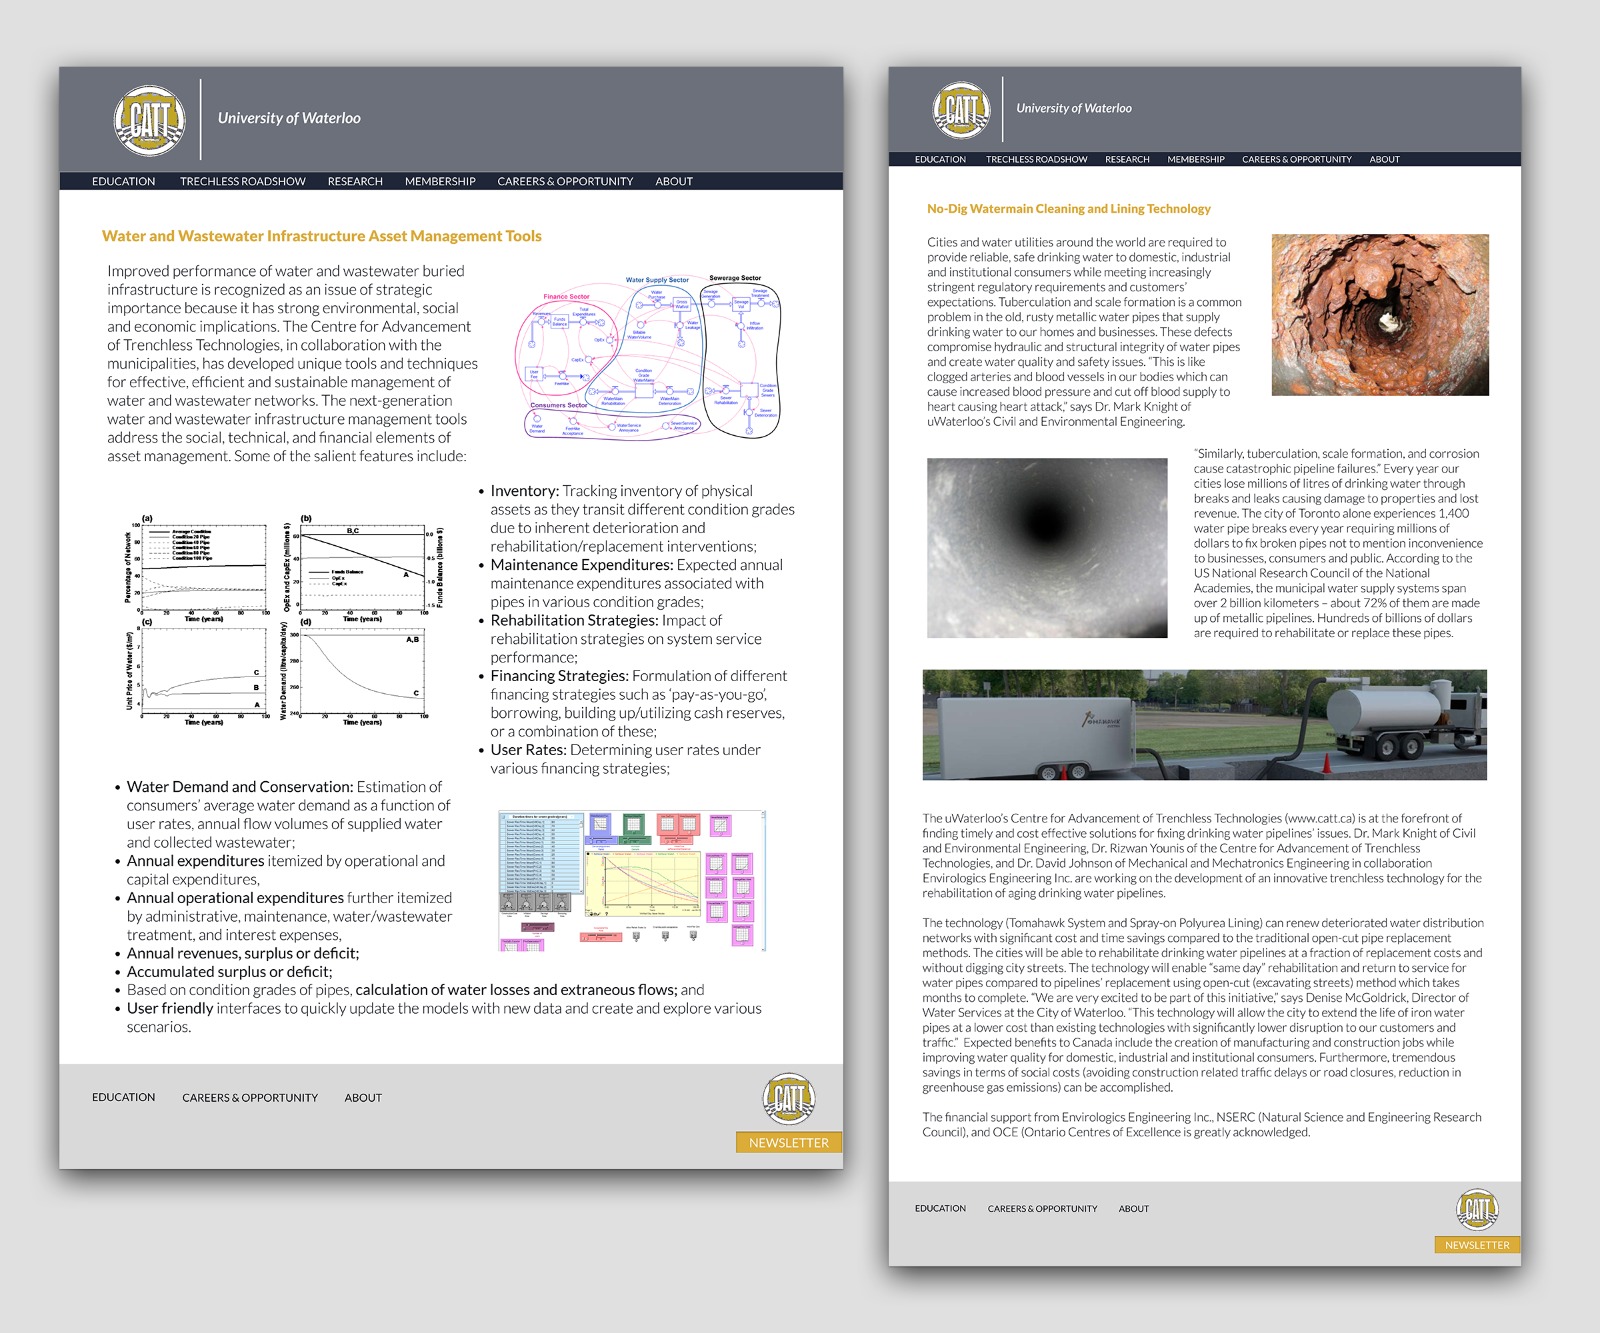 CATT
University of Waterloo
EDUCATION TRECHLESS ROADSHOW RESEARCH MEMBERSHIP CAREERS & OPPORTUNITY ABOUT
Water and Wastewater Infrastructure Asset Management Tools
Improved performance of water and wastewater buried
infrastructure is recognized as an issue of strategic
importance because it has strong environmental, social
and economic implications. The Centre for Advancement
of Trenchless Technologies, in collaboration with the
municipalities, has developed unique tools and techniques
for effective, efficient and sustainable management of
water and wastewater networks. The next-generation
water and wastewater infrastructure management tools
address the social, technical, and financial elements of
asset management. Some of the salient features include:
Water Supply Sector
Sewerage Sector
Finance Sector
Consumers Sector
• Inventory: Tracking inventory of physical
assets as they transit different condition grades
due to inherent deterioration and
rehabilitation/replacement interventions;
• Maintenance Expenditures: Expected annual
maintenance expenditures associated with
pipes in various condition grades;
• Rehabilitation Strategies: Impact of
rehabilitation strategies on system service
performance;
• Financing Strategies: Formulation of different
financing strategies such as ‘pay-as-you-go’,
borrowing, building up/utilizing cash reserves,
or a combination of these;
• User Rates: Determining user rates under
various financing strategies;
(a)
Percentage of Network
Average Condition
Time (years)
(b)
OpEx and CapEx (millions $)
Funds Balance (billions $)
B,C
A
Funds Balance
OpEx
CapEx
Time (years)
(c)
Unit Price of Water ($/m³)
C
B
A
Time (years)
(d)
Water Demand (litre/capita/day)
A,B
C
Time (years)
• Water Demand and Conservation: Estimation of
consumers’ average water demand as a function of
user rates, annual flow volumes of supplied water
and collected wastewater;
• Annual expenditures itemized by operational and
capital expenditures,
• Annual operational expenditures further itemized
by administrative, maintenance, water/wastewater
treatment, and interest expenses,
• Annual revenues, surplus or deficit;
• Accumulated surplus or deficit;
• Based on condition grades of pipes, calculation of water losses and extraneous flows; and
• User friendly interfaces to quickly update the models with new data and create and explore various
scenarios.
EDUCATION CAREERS & OPPORTUNITY ABOUT
CATT
NEWSLETTER
CATT
University of Waterloo
EDUCATION TRECHLESS ROADSHOW RESEARCH MEMBERSHIP CAREERS & OPPORTUNITY ABOUT
No-Dig Watermain Cleaning and Lining Technology
Cities and water utilities around the world are required to
provide reliable, safe drinking water to domestic, industrial
and institutional consumers while meeting increasingly
stringent regulatory requirements and customers’
expectations. Tuberculation and scale formation is a common
problem in the old, rusty metallic water pipes that supply
drinking water to our homes and businesses. These defects
compromise hydraulic and structural integrity of water pipes
and create water quality and safety issues. “This is like
clogged arteries and blood vessels in our bodies which can
cause increased blood pressure and cut off blood supply to
heart causing heart attack,” says Dr. Mark Knight of
uWaterloo’s Civil and Environmental Engineering.
“Similarly, tuberculation, scale formation, and corrosion
cause catastrophic pipeline failures.” Every year our
cities lose millions of litres of drinking water through
breaks and leaks causing damage to properties and lost
revenue. The city of Toronto alone experiences 1,400
water pipe breaks every year requiring millions of
dollars to fix broken pipes not to mention inconvenience
to businesses, consumers and public. According to the
US National Research Council of the National
Academies, the municipal water supply systems span
over 2 billion kilometers – about 72% of them are made
up of metallic pipelines. Hundreds of billions of dollars
are required to rehabilitate or replace these pipes.
TOMAHAWK
The uWaterloo’s Centre for Advancement of Trenchless Technologies (www.catt.ca) is at the forefront of
finding timely and cost effective solutions for fixing drinking water pipelines’ issues. Dr. Mark Knight of Civil
and Environmental Engineering, Dr. Rizwan Younis of the Centre for Advancement of Trenchless
Technologies, and Dr. David Johnson of Mechanical and Mechatronics Engineering in collaboration
Envirologics Engineering Inc. are working on the development of an innovative trenchless technology for the
rehabilitation of aging drinking water pipelines.
The technology (Tomahawk System and Spray-on Polyurea Lining) can renew deteriorated water distribution
networks with significant cost and time savings compared to the traditional open-cut pipe replacement
methods. The cities will be able to rehabilitate drinking water pipelines at a fraction of replacement costs and
without digging city streets. The technology will enable “same day” rehabilitation and return to service for
water pipes compared to pipelines’ replacement using open-cut (excavating streets) method which takes
months to complete. “We are very excited to be part of this initiative,” says Denise McGoldrick, Director of
Water Services at the City of Waterloo. “This technology will allow the city to extend the life of iron water
pipes at a lower cost than existing technologies with significantly lower disruption to our customers and
traffic.” Expected benefits to Canada include the creation of manufacturing and construction jobs while
improving water quality for domestic, industrial and institutional consumers. Furthermore, tremendous
savings in terms of social costs (avoiding construction related traffic delays or road closures, reduction in
greenhouse gas emissions) can be accomplished.
The financial support from Envirologics Engineering Inc., NSERC (Natural Science and Engineering Research
Council), and OCE (Ontario Centres of Excellence is greatly acknowledged.
EDUCATION CAREERS & OPPORTUNITY ABOUT
CATT
NEWSLETTER